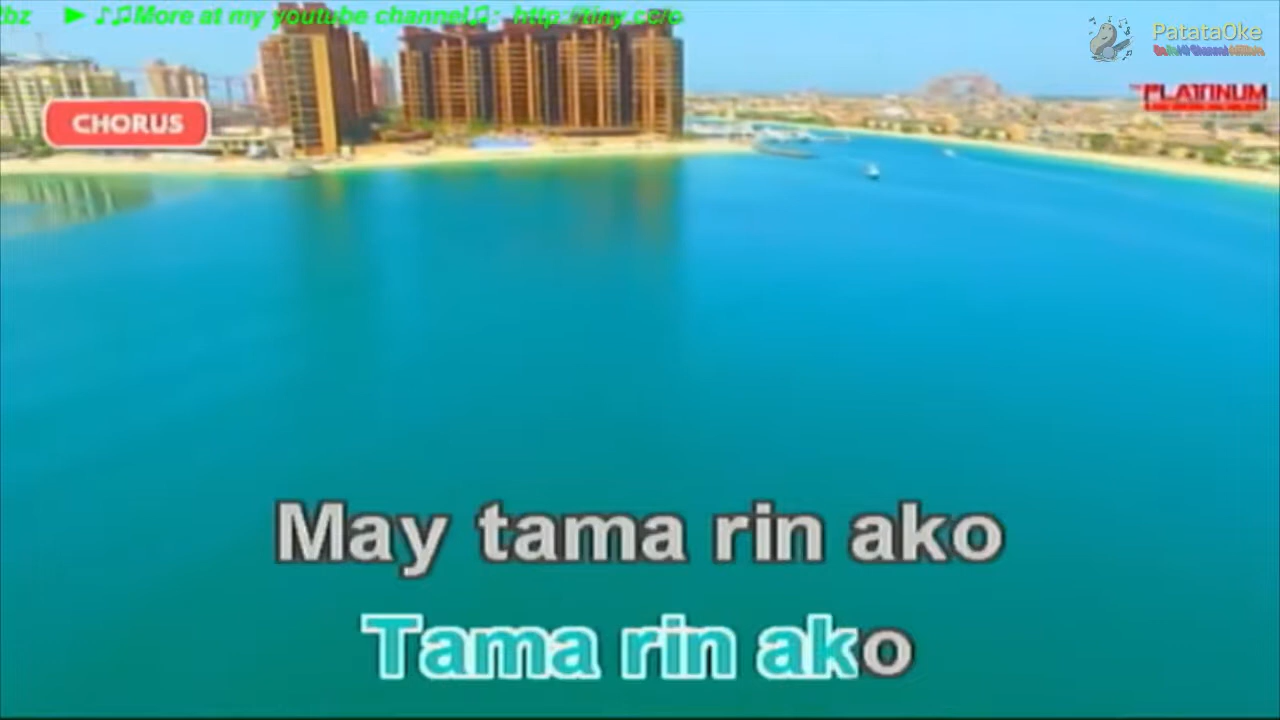 bz ► ♪♫More at my youtube channel♫: http://tiny.cc/
PatataOke
PLATINUM
CHORUS
May tama rin ako
Tama rin ako